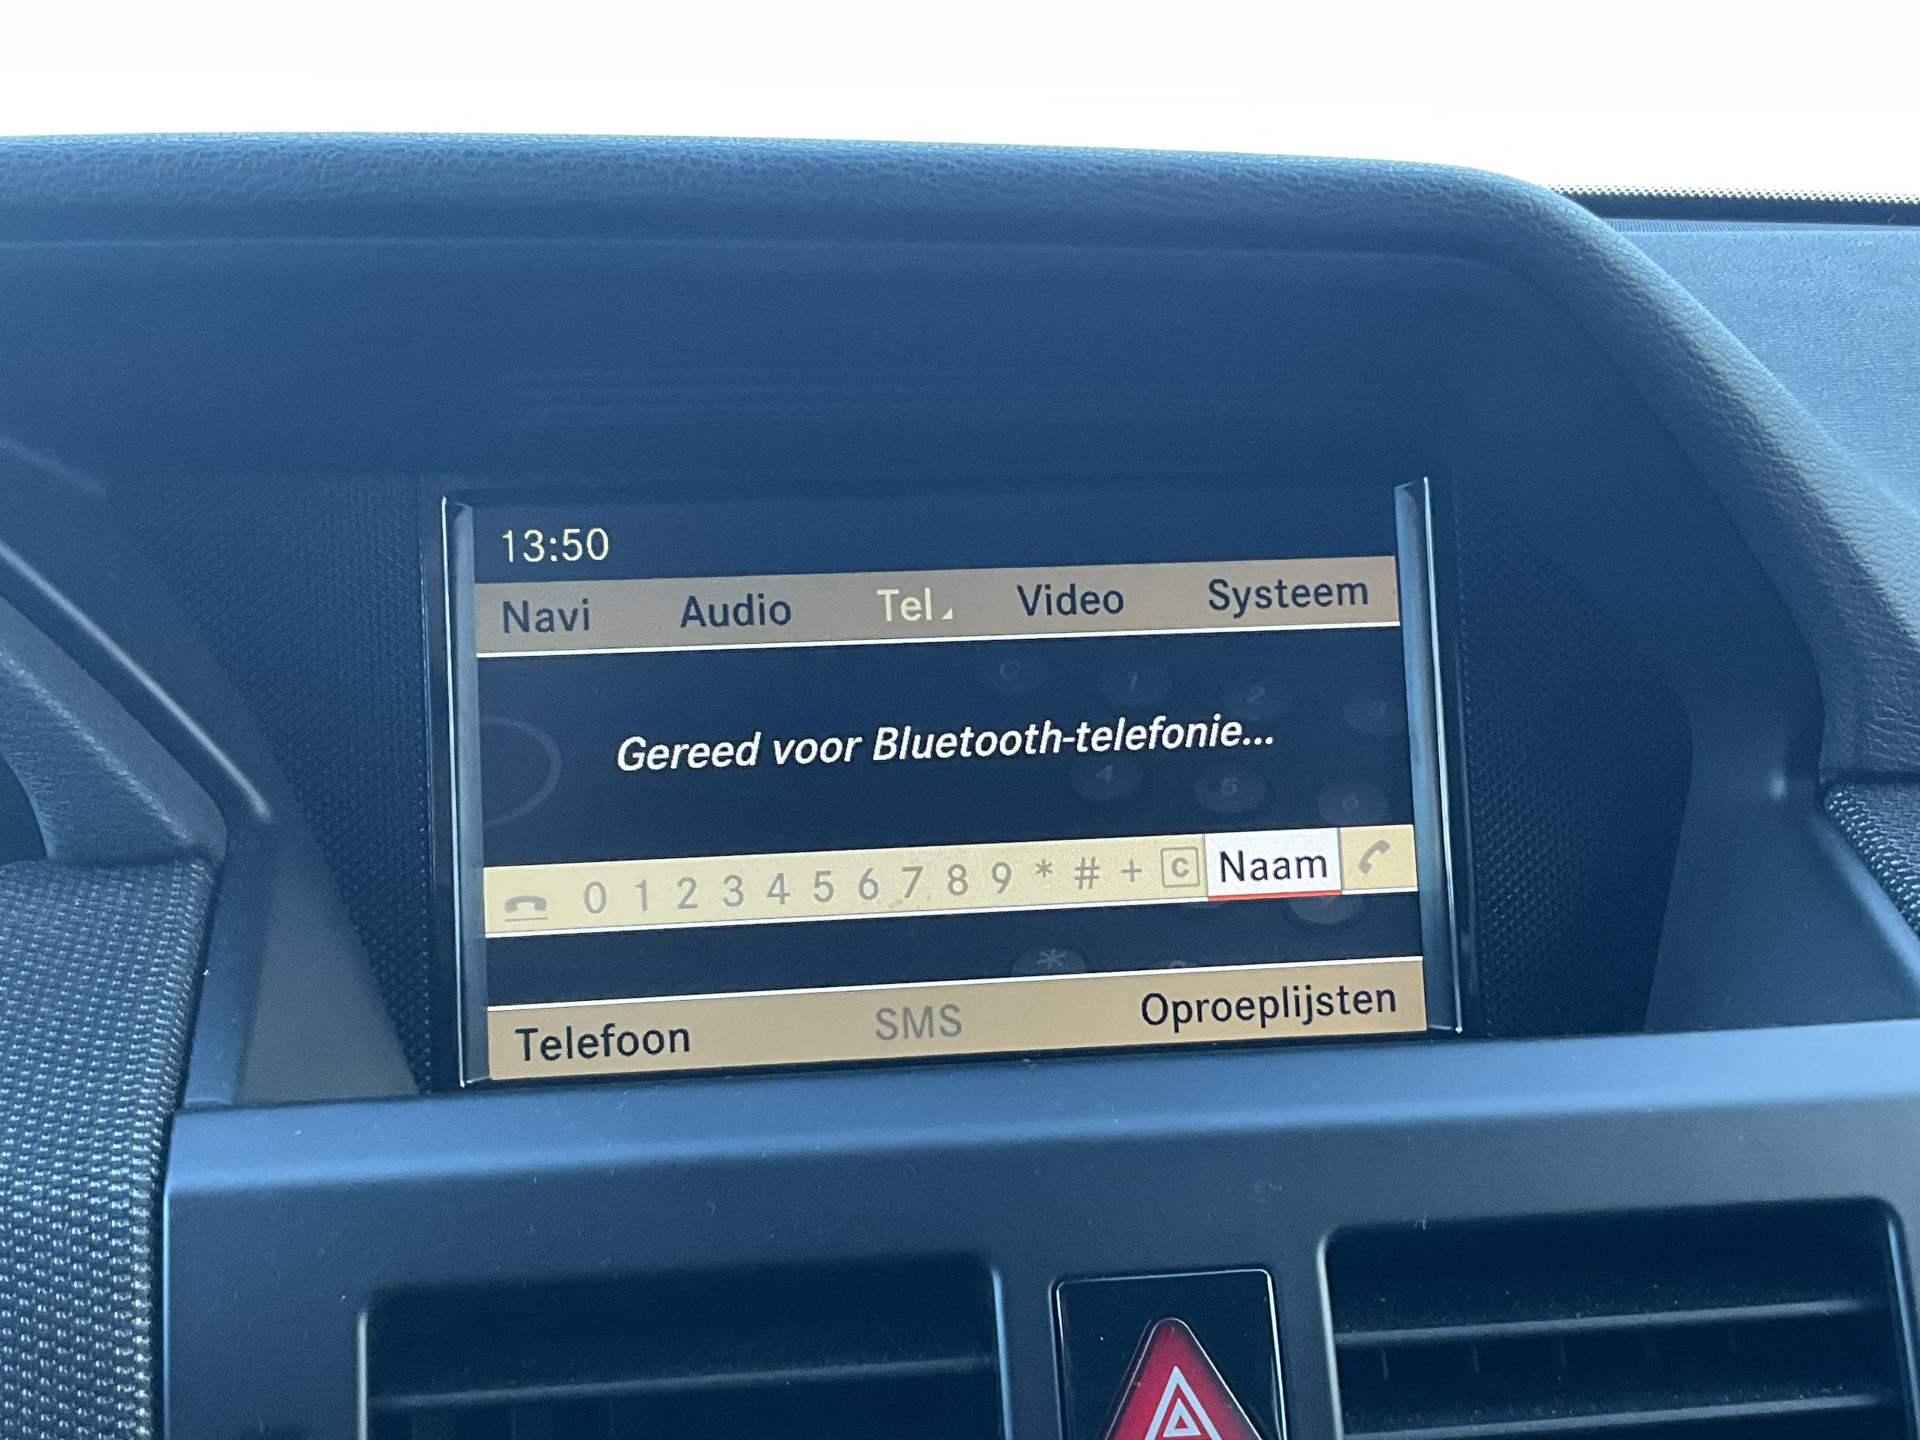 13:50
Navi Audio Tel Video Systeem
Gereed voor Bluetooth-telefonie...
0 1 2 3 4 5 6 7 8 9 * # + C Naam
Telefoon SMS Oproeplijsten